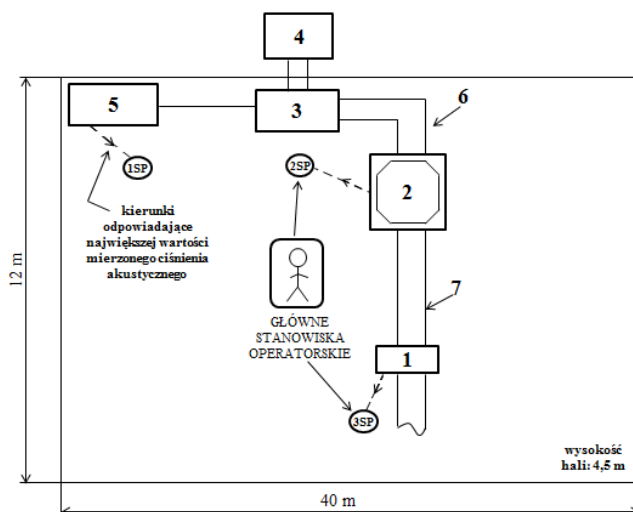 4
5
3
6
1SP
2SP
2
kierunki
odpowiadające
największej wartości
mierzonego ciśnienia
akustycznego
12 m
7
GŁÓWNE
STANOWISKA
OPERATORSKIE
1
3SP
wysokość
hali: 4,5 m
40 m